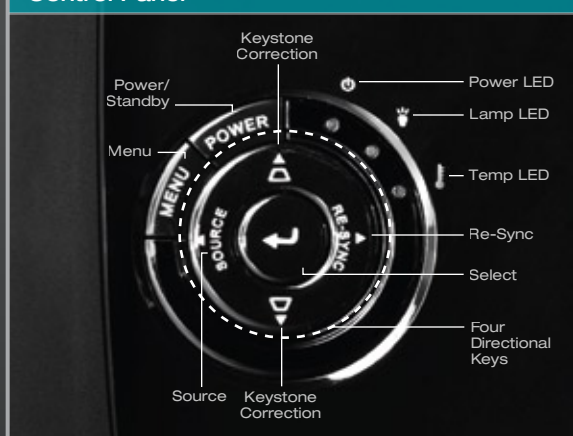 Control Panel
Keystone
Correction
Power/
Standby
Power LED
Lamp LED
Menu
POWER
MENU
Temp LED
SOURCE
RE-SYNC
Re-Sync
Select
Four
Directional
Keys
Source
Keystone
Correction